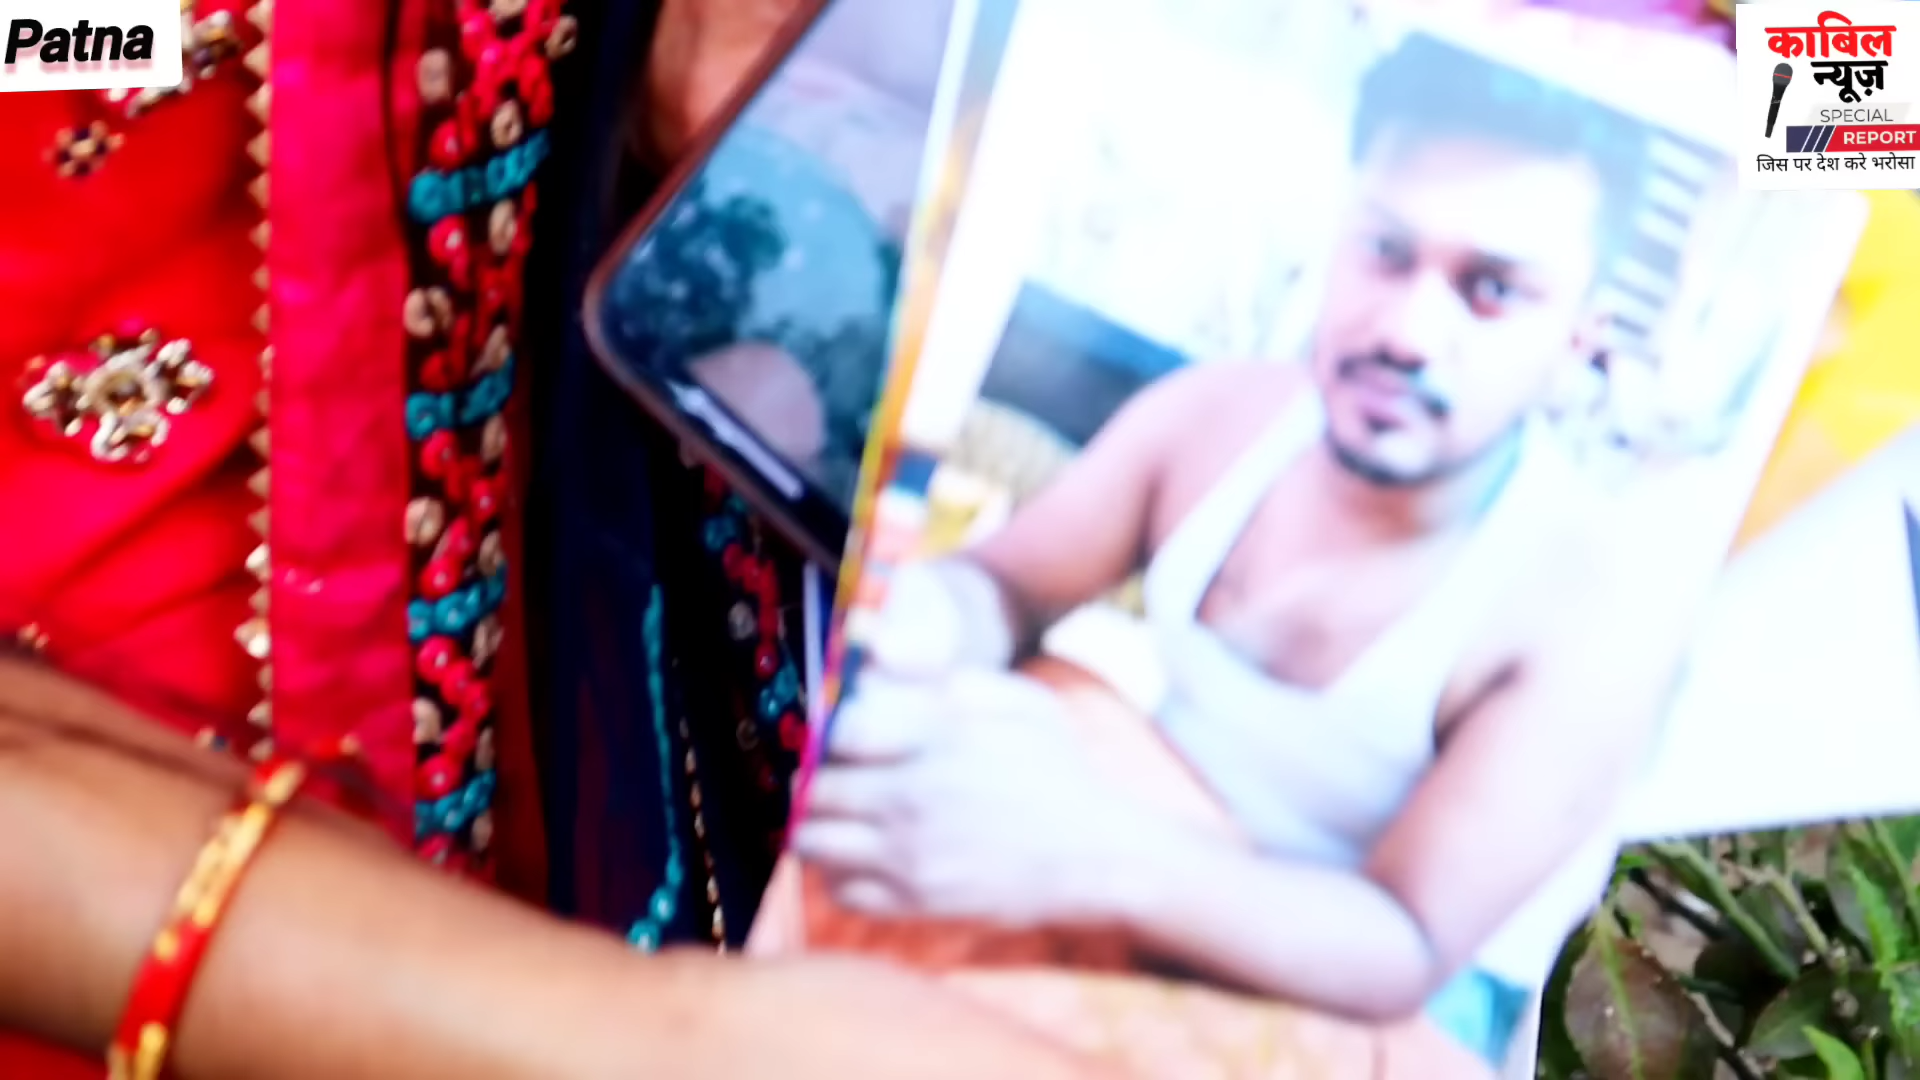 Patna
काबिल
न्यूज़
SPECIAL
REPORT
जिस पर देश करे भरोसा